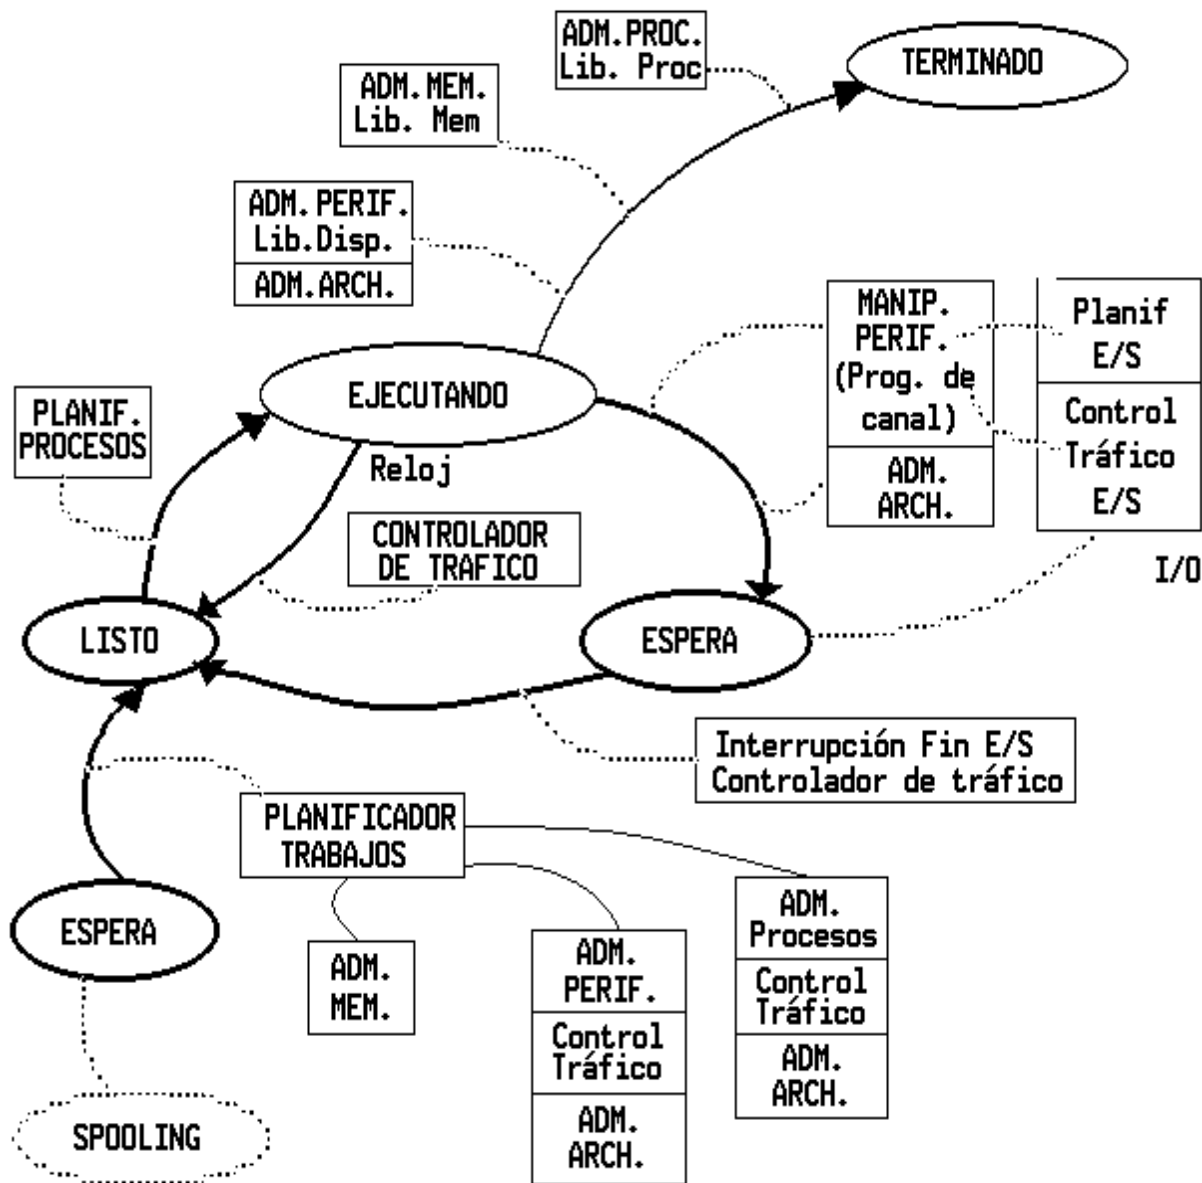 ADM.PROC.
Lib. Proc
TERMINADO
ADM.MEM.
Lib. Mem
ADM.PERIF.
Lib.Disp.
ADM.ARCH.
MANIP.
PERIF.
(Prog. de
canal)
ADM.
ARCH.
Planif
E/S
Control
Tráfico
E/S
I/O
EJECUTANDO
PLANIF.
PROCESOS
Reloj
CONTROLADOR
DE TRAFICO
LISTO
ESPERA
Interrupción Fin E/S
Controlador de tráfico
PLANIFICADOR
TRABAJOS
ESPERA
ADM.
MEM.
ADM.
PERIF.
Control
Tráfico
ADM.
ARCH.
ADM.
Procesos
Control
Tráfico
ADM.
ARCH.
SPOOLING